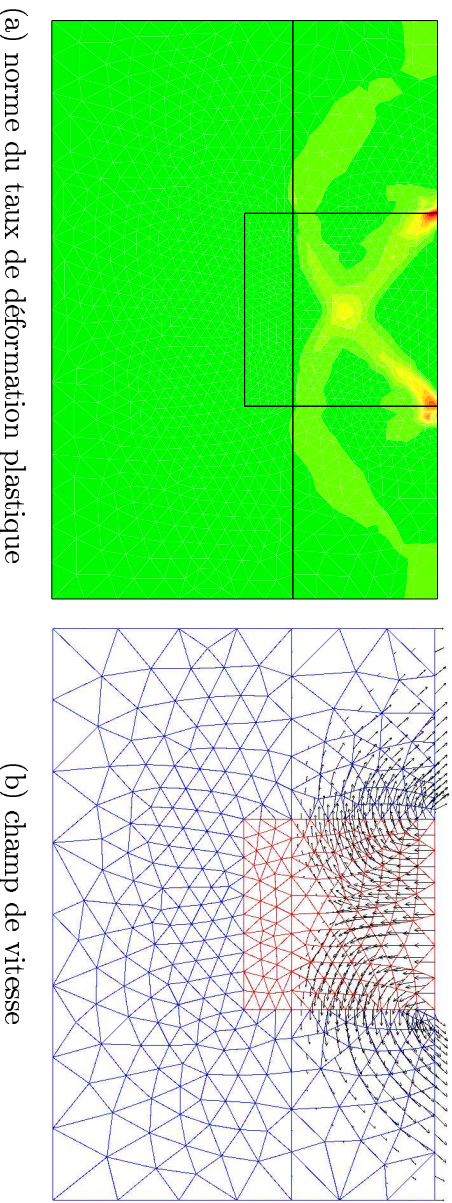 (a) norme du taux de déformation plastique
(b) champ de vitesse